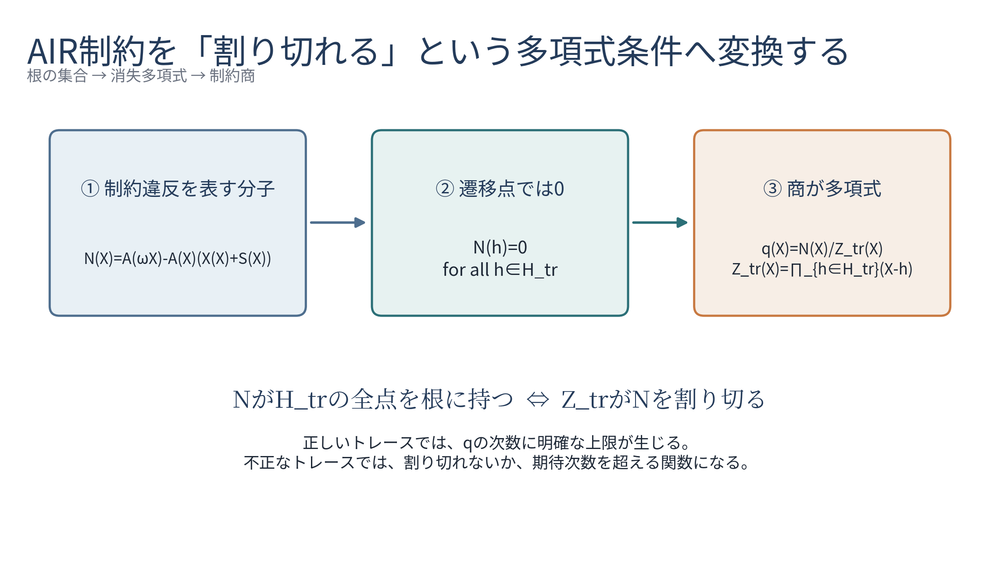 AIR制約を「割り切れる」という多項式条件へ変換する
根の集合 → 消失多項式 → 制約商
① 制約違反を表す分子
N(X)=A(ωX)-A(X)(X(X)+S(X))
② 遷移点では0
N(h)=0
for all h∈H_tr
③ 商が多項式
q(X)=N(X)/Z_tr(X)
Z_tr(X)=∏_{h∈H_tr}(X-h)
NがH_trの全点を根に持つ ⇔ Z_trがNを割り切る
正しいトレースでは、qの次数に明確な上限が生じる。
不正なトレースでは、割り切れないか、期待次数を超える関数になる。